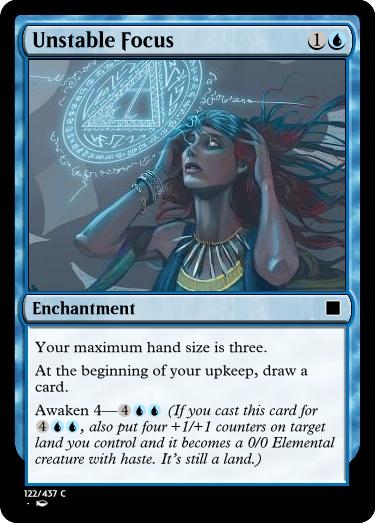 Unstable Focus 1
Enchantment
Your maximum hand size is three.
At the beginning of your upkeep, draw a
card.
Awaken 4—4 (If you cast this card for
4, also put four +1/+1 counters on target
land you control and it becomes a 0/0 Elemental
creature with haste. It's still a land.)
122/437 C